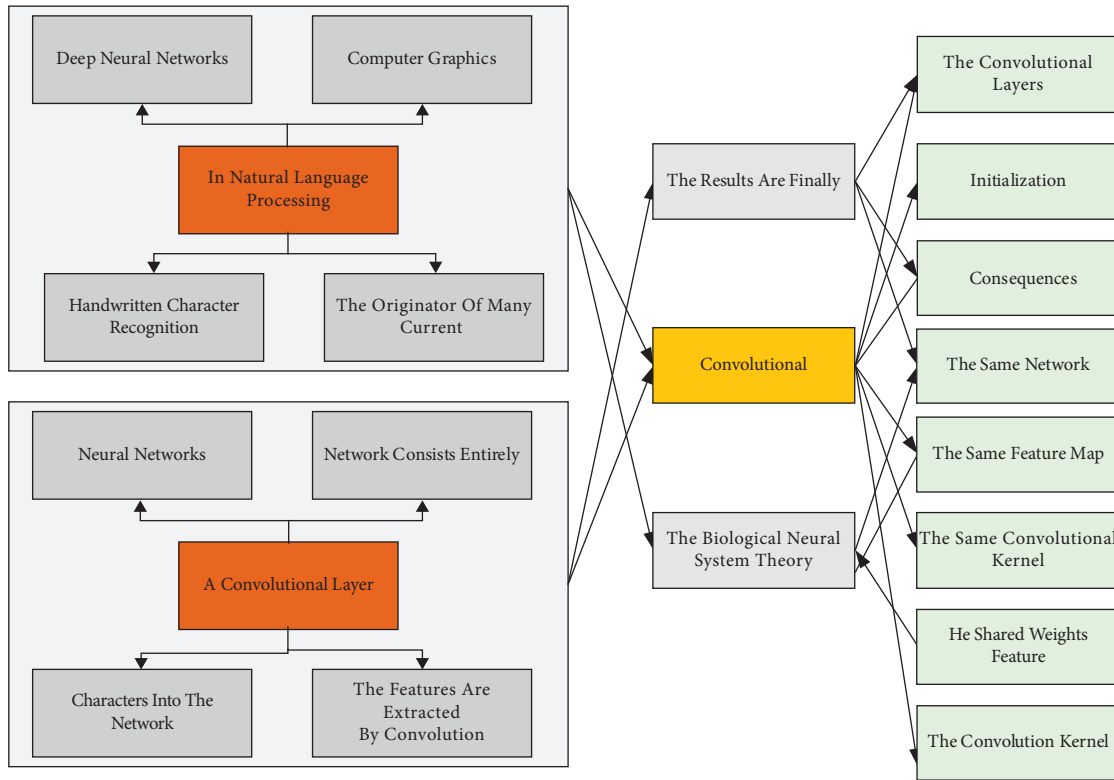 Deep Neural Networks
Computer Graphics
In Natural Language
Processing
Handwritten Character
Recognition
The Originator Of Many
Current
Neural Networks
Network Consists Entirely
A Convolutional Layer
Characters Into The
Network
The Features Are
Extracted
By Convolution
The Results Are Finally
Convolutional
The Biological Neural
System Theory
The Convolutional
Layers
Initialization
Consequences
The Same Network
The Same Feature Map
The Same Convolutional
Kernel
He Shared Weights
Feature
The Convolution Kernel